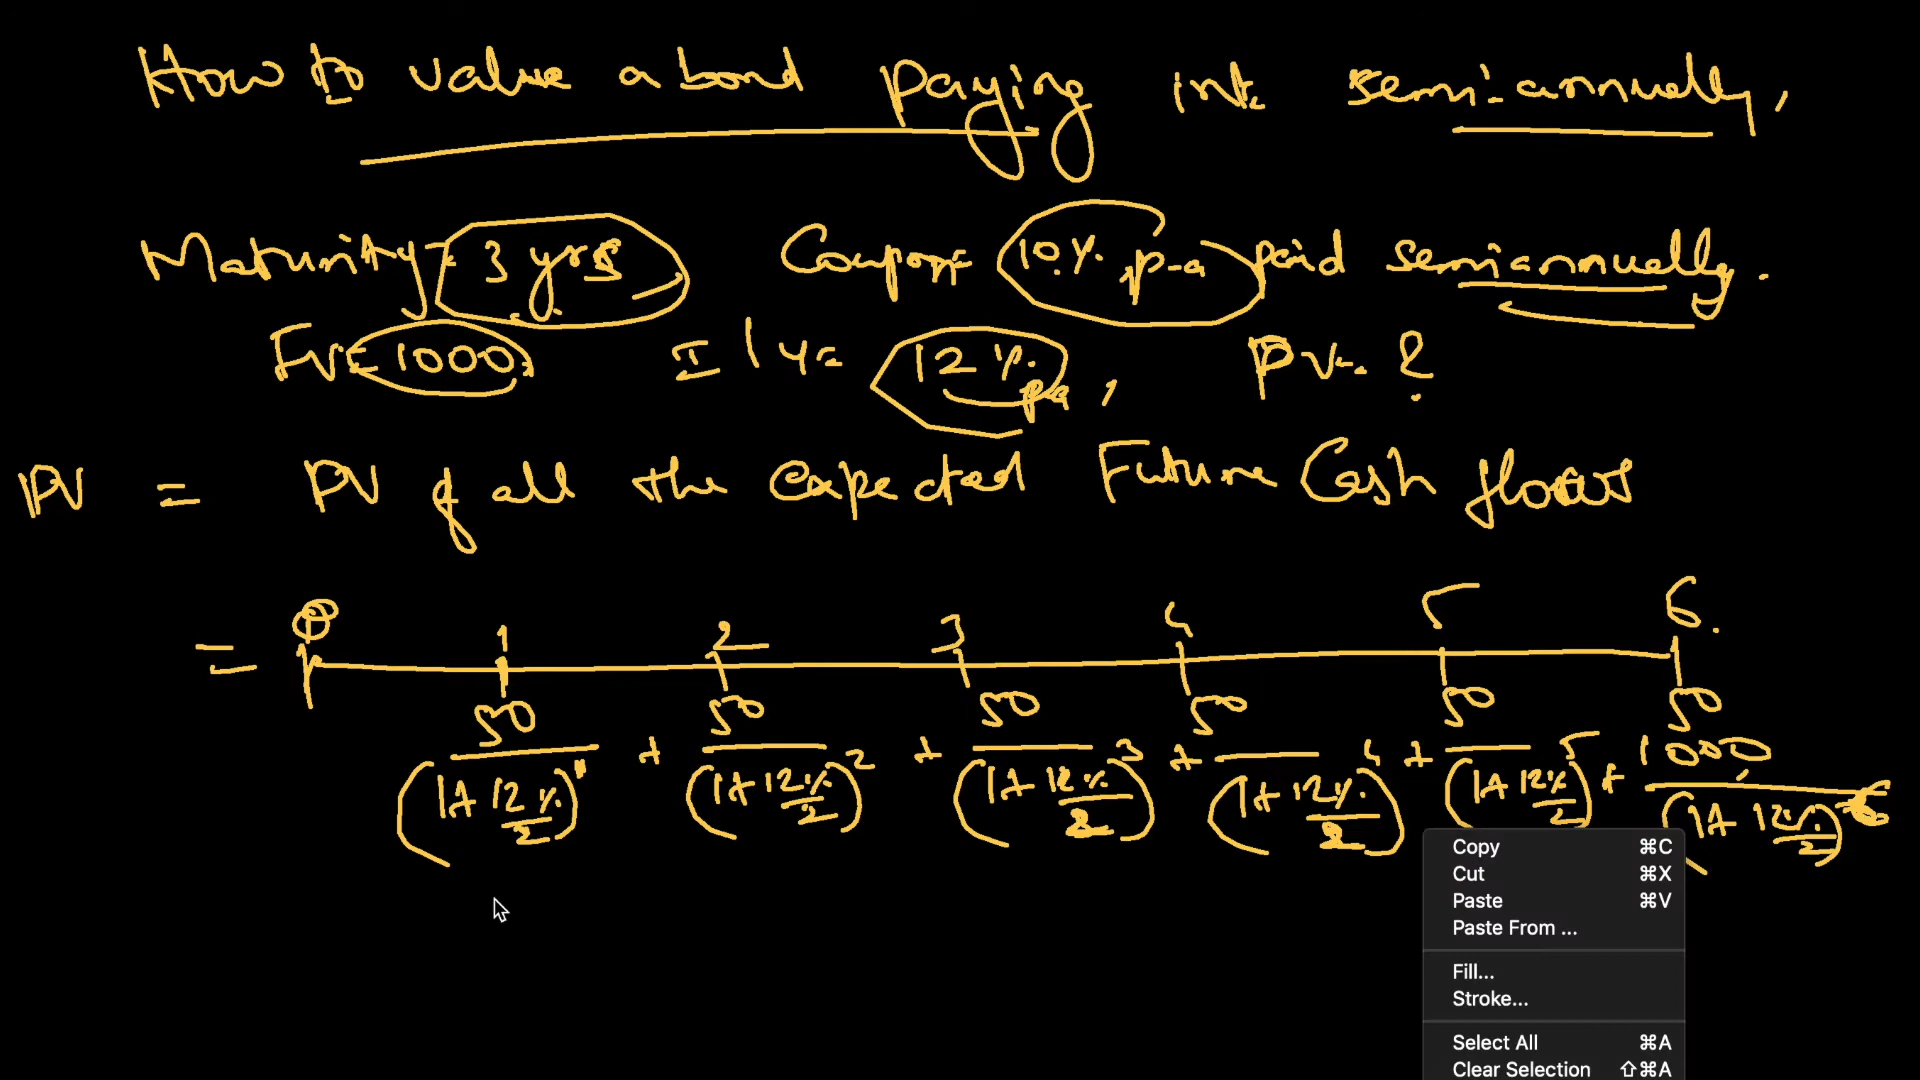 How to value a bond paying int. semi-annually,
Maturity = 3 yrs Coupon = 10% p-a paid semiannually.
FV = 1000, I/Y = 12% pa, PV = ?
PV = PV of all the expected Future Cash flows
= 0 1 2 3 4 5 6.
50 50 50 50 50 50
(1+12%/2)^1 + (1+12%/2)^2 + (1+12%/2)^3 + (1+12%/2)^4 + (1+12%/2)^5 + 1000/(1+12%/2)^6
Copy ⌘C
Cut ⌘X
Paste ⌘V
Paste From ...
Fill...
Stroke...
Select All ⌘A
Clear Selection ⇧⌘A